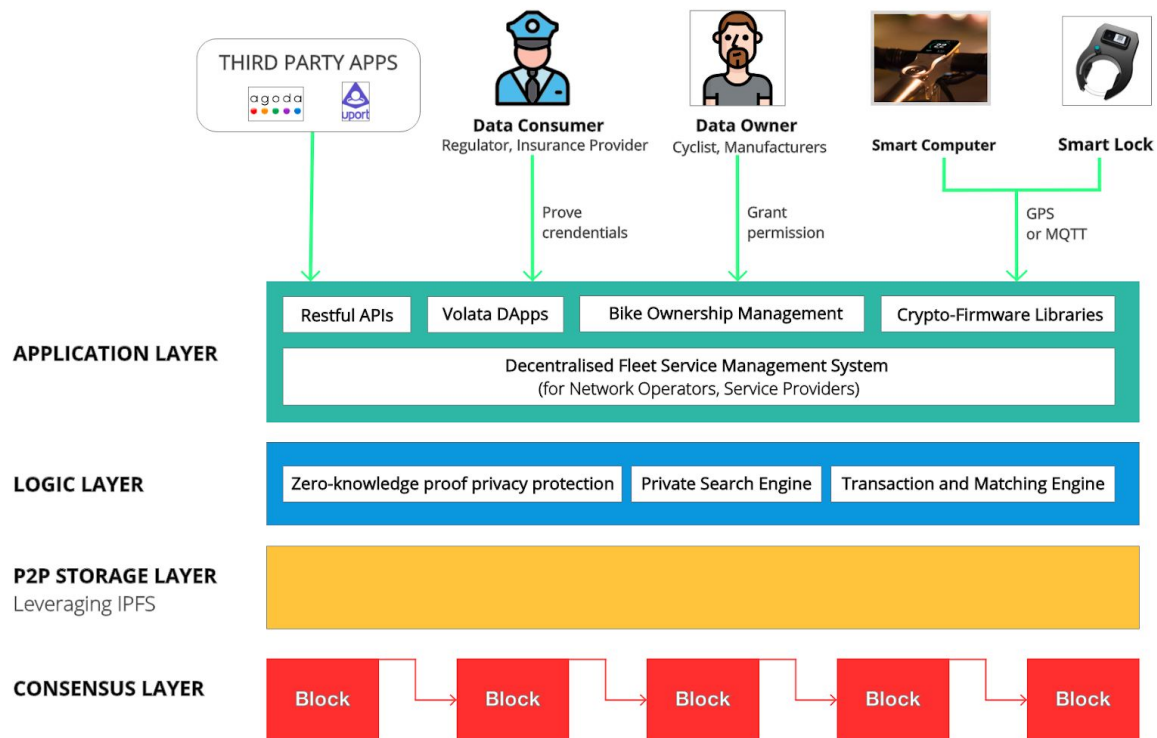 THIRD PARTY APPS
agoda
uport
Data Consumer
Regulator, Insurance Provider
Data Owner
Cyclist, Manufacturers
Smart Computer
Smart Lock
Prove
crendentials
Grant
permission
GPS
or MQTT
APPLICATION LAYER
Restful APIs
Volata DApps
Bike Ownership Management
Crypto-Firmware Libraries
Decentralised Fleet Service Management System
(for Network Operators, Service Providers)
LOGIC LAYER
Zero-knowledge proof privacy protection
Private Search Engine
Transaction and Matching Engine
P2P STORAGE LAYER
Leveraging IPFS
CONSENSUS LAYER
Block
Block
Block
Block
Block